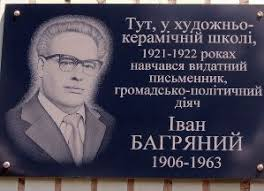 Тут, у художньо-
керамічній школі,
1921-1922 роках
навчався видатний
письменник,
громадсько-політичний
діяч
Іван
БАГРЯНИЙ
1906-1963